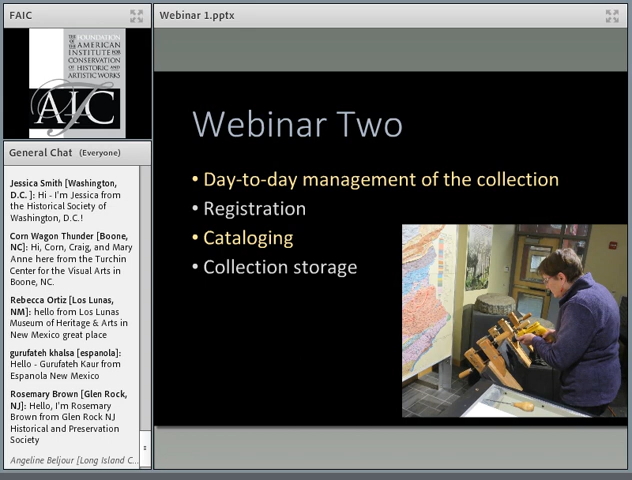 FAIC
THE FOUNDATION
OF THE AMERICAN
INSTITUTE FOR
CONSERVATION
OF HISTORIC AND
ARTISTIC WORKS
FAIC
General Chat (Everyone)
Jessica Smith [Washington,
D.C. ]: Hi - I'm Jessica from
the Historical Society of
Washington, D.C.!
Corn Wagon Thunder [Boone,
NC]: Hi, Corn, Craig, and Mary
Anne here from the Turchin
Center for the Visual Arts in
Boone, NC.
Rebecca Ortiz [Los Lunas,
NM]: hello from Los Lunas
Museum of Heritage & Arts in
New Mexico great place
gurufateh khalsa [espanola]:
Hello - Gurufateh Kaur from
Espanola New Mexico
Rosemary Brown [Glen Rock,
NJ]: Hello, I'm Rosemary
Brown from Glen Rock NJ
Historical and Preservation
Society
Angeline Beljour [Long Island C...
Webinar 1.pptx
Webinar Two
• Day-to-day management of the collection
• Registration
• Cataloging
• Collection storage